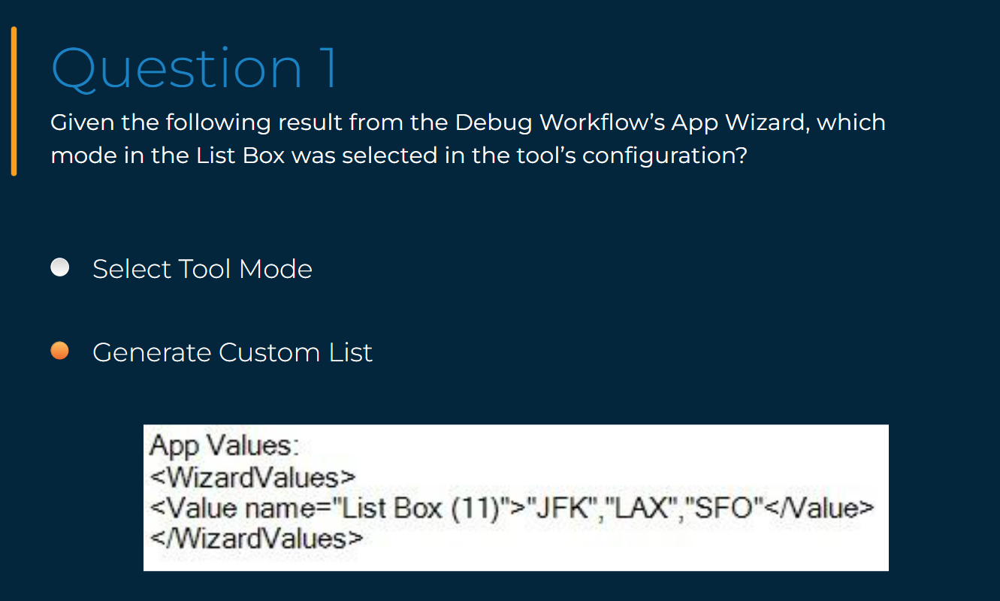 Question 1
Given the following result from the Debug Workflow’s App Wizard, which
mode in the List Box was selected in the tool’s configuration?
Select Tool Mode
Generate Custom List
App Values:
<WizardValues>
<Value name="List Box (11)">"JFK","LAX","SFO"</Value>
</WizardValues>